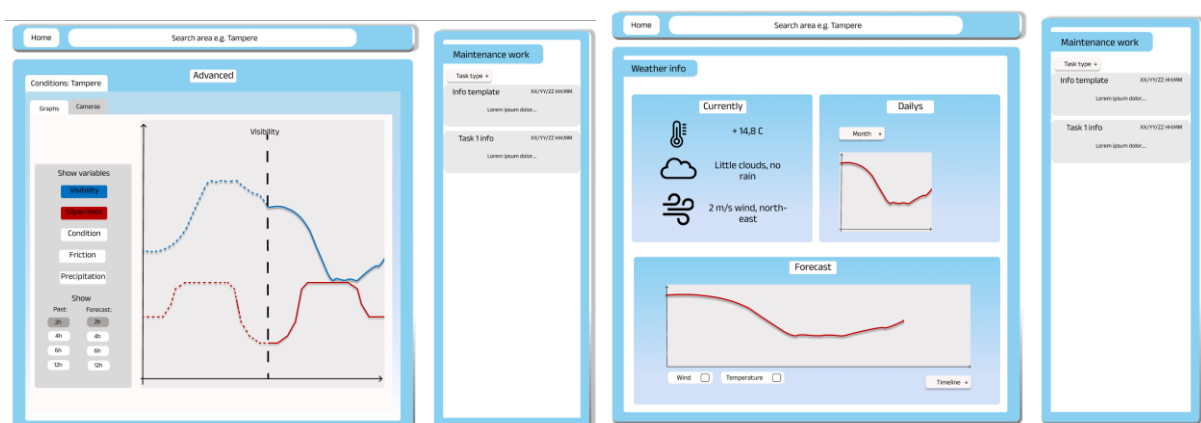 Home
Search area e.g. Tampere
Advanced
Conditions: Tampere
Graphs
Cameras
Visibility
Show variables
Visibility
Condition
Friction
Precipitation
Show
Past:
Forecast:
2h
2h
4h
4h
6h
6h
12h
12h
Maintenance work
Task type +
Info template
XX/YY/ZZ HH:MM
Lorem ipsum dolor...
Task 1 info
XX/YY/ZZ HH:MM
Lorem ipsum dolor...
Home
Search area e.g. Tampere
Weather info
Currently
+ 14,8 C
Little clouds, no
rain
2 m/s wind, north-
east
Dailys
Month +
Forecast
Wind
Temperature
Timeline +
Maintenance work
Task type +
Info template
XX/YY/ZZ HH:MM
Lorem ipsum dolor...
Task 1 info
XX/YY/ZZ HH:MM
Lorem ipsum dolor...